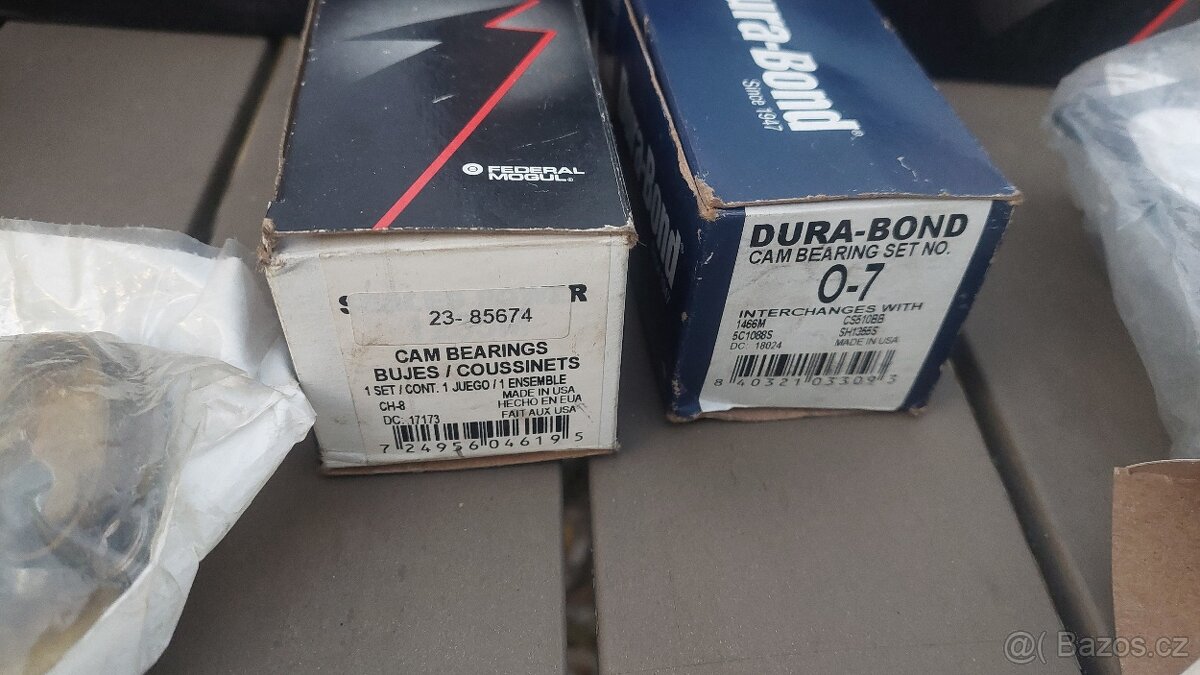 FEDERAL
MOGUL
23- 85674
CAM BEARINGS
BUJES / COUSSINETS
1 SET / CONT. 1 JUEGO / 1 ENSEMBLE
MADE IN USA
CH-8
HECHO EN EUA
DC: 17173
FAIT AUX USA
7 24956 04619 5
Dura-Bond
Since 1947
ra-Bond
DURA-BOND
CAM BEARING SET NO.
O-7
INTERCHANGES WITH
1466M CS510BB
5C1088S SH1355S
DC: 18024 MADE IN USA
8 40321 03309 3
@( Bazos.cz